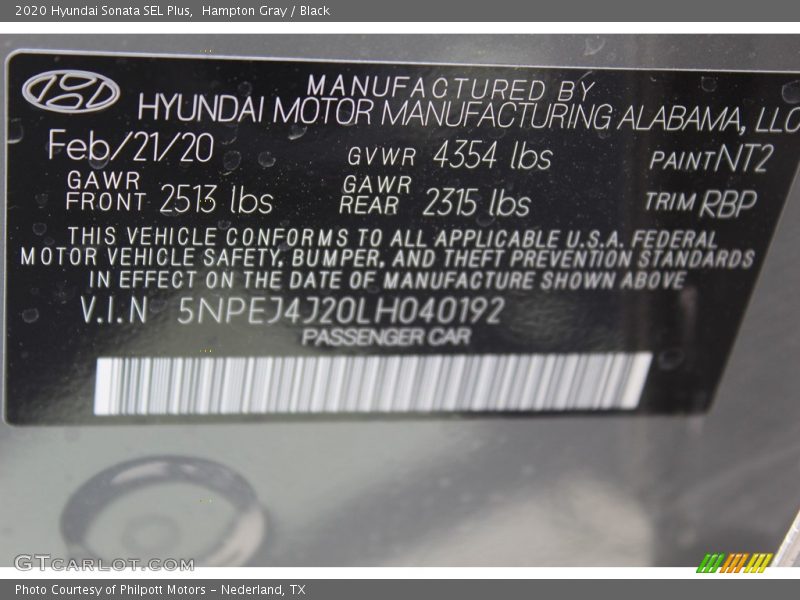 2020 Hyundai Sonata SEL Plus, Hampton Gray / Black
MANUFACTURED BY
HYUNDAI MOTOR MANUFACTURING ALABAMA, LLC
Feb/21/20 GVWR 4354 lbs PAINT NT2
GAWR FRONT 2513 lbs GAWR REAR 2315 lbs TRIM RBP
THIS VEHICLE CONFORMS TO ALL APPLICABLE U.S.A. FEDERAL
MOTOR VEHICLE SAFETY, BUMPER, AND THEFT PREVENTION STANDARDS
IN EFFECT ON THE DATE OF MANUFACTURE SHOWN ABOVE
V.I.N 5NPEJ4J20LH040192
PASSENGER CAR
GTCARLOT.COM
Photo Courtesy of Philpott Motors - Nederland, TX